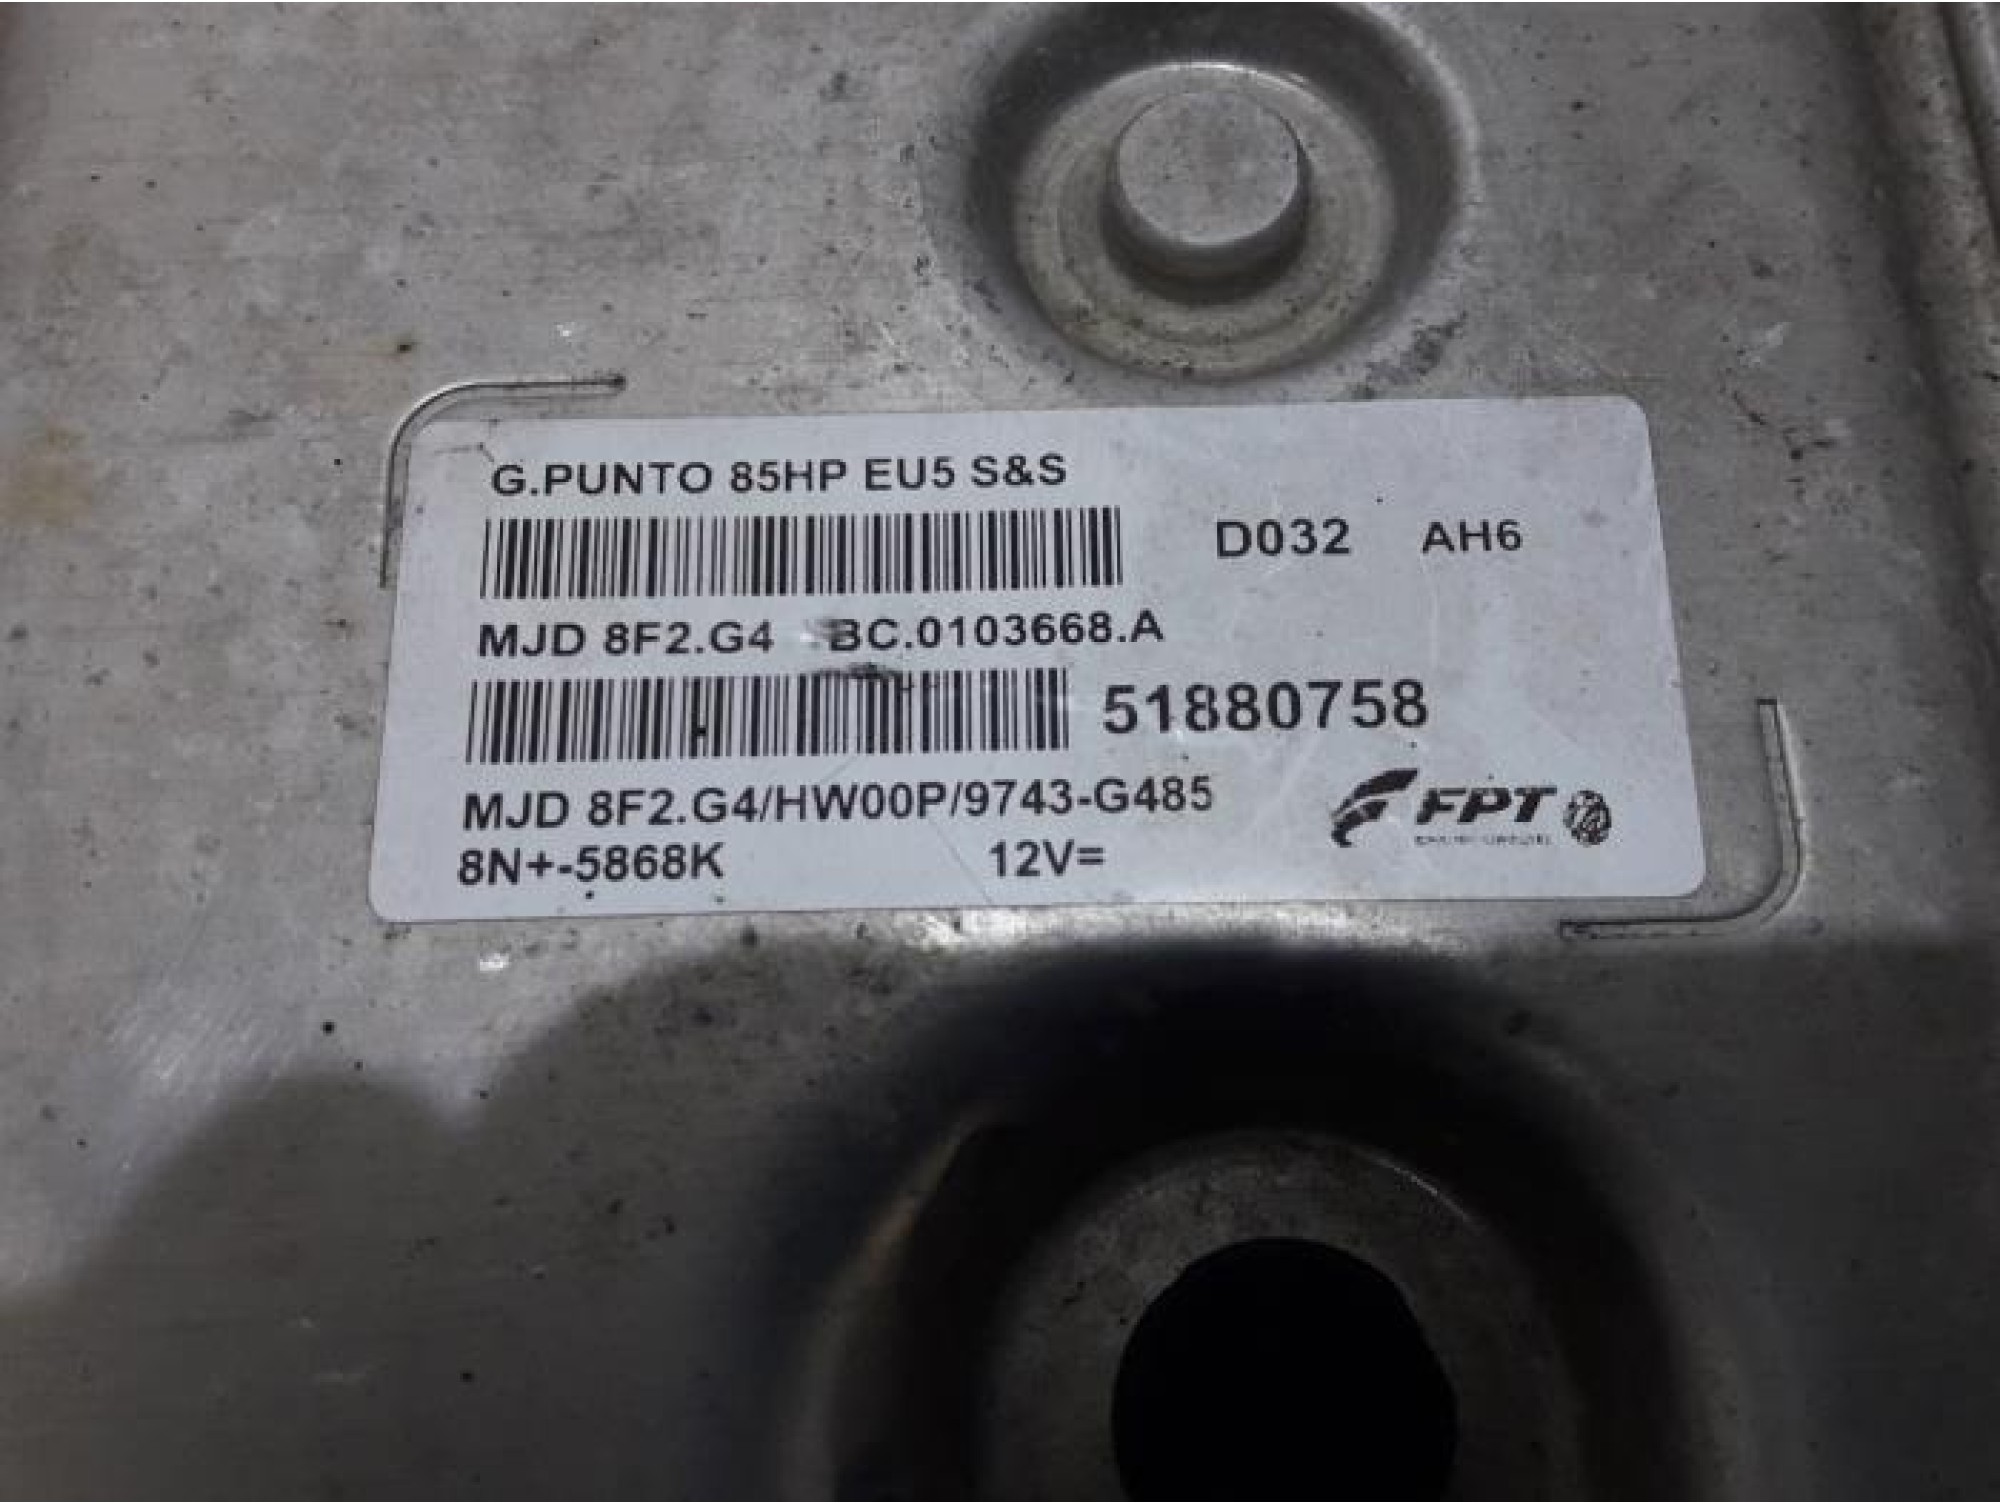 G.PUNTO 85HP EU5 S&S
D032 AH6
MJD 8F2.G4 BC.0103668.A
51880758
MJD 8F2.G4/HW00P/9743-G485
8N+-5868K 12V=
FPT